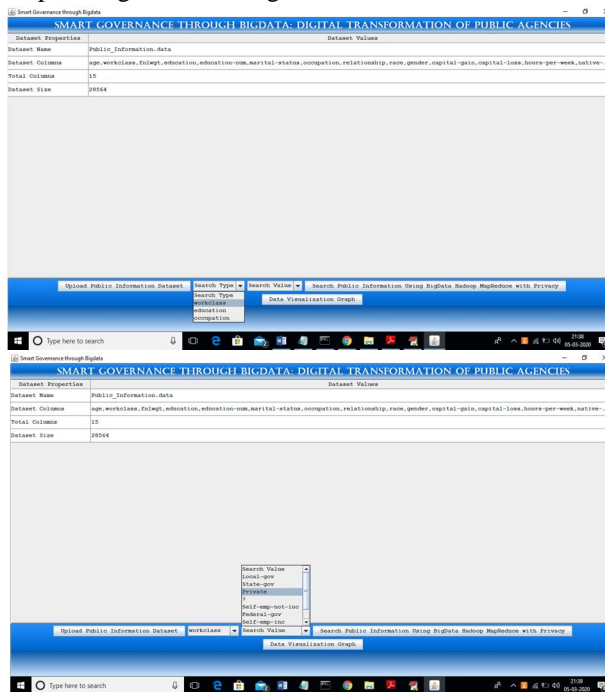 Smart Governance through Bigdata
SMART GOVERNANCE THROUGH BIGDATA: DIGITAL TRANSFORMATION OF PUBLIC AGENCIES
Dataset Properties Dataset Values
Dataset Name Public_Information.data
Dataset Columns age,workclass,fnlwgt,education,education-num,marital-status,occupation,relationship,race,gender,capital-gain,capital-loss,hours-per-week,native-..
Total Columns 15
Dataset Size 28564
Upload Public Information Dataset Search Type Search Value Search Public Information Using BigData Hadoop MapReduce with Privacy
Search Type
workclass
education
occupation
Data Visualization Graph
Type here to search
21:38
05-03-2020
Smart Governance through Bigdata
SMART GOVERNANCE THROUGH BIGDATA: DIGITAL TRANSFORMATION OF PUBLIC AGENCIES
Dataset Properties Dataset Values
Dataset Name Public_Information.data
Dataset Columns age,workclass,fnlwgt,education,education-num,marital-status,occupation,relationship,race,gender,capital-gain,capital-loss,hours-per-week,native-..
Total Columns 15
Dataset Size 28564
Search Value
Local-gov
State-gov
Private
?
Self-emp-not-inc
Federal-gov
Self-emp-inc
Upload Public Information Dataset workclass Search Value Search Public Information Using BigData Hadoop MapReduce with Privacy
Data Visualization Graph
Type here to search
21:39
05-03-2020